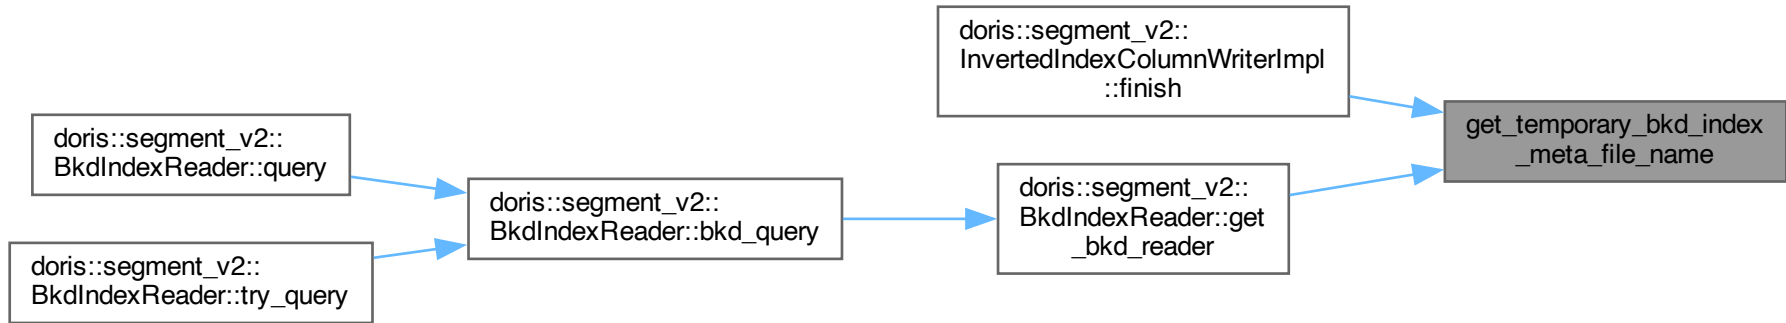 doris::segment_v2::
InvertedIndexColumnWriterImpl
::finish
get_temporary_bkd_index
_meta_file_name
doris::segment_v2::
BkdIndexReader::query
doris::segment_v2::
BkdIndexReader::bkd_query
doris::segment_v2::
BkdIndexReader::get
_bkd_reader
doris::segment_v2::
BkdIndexReader::try_query